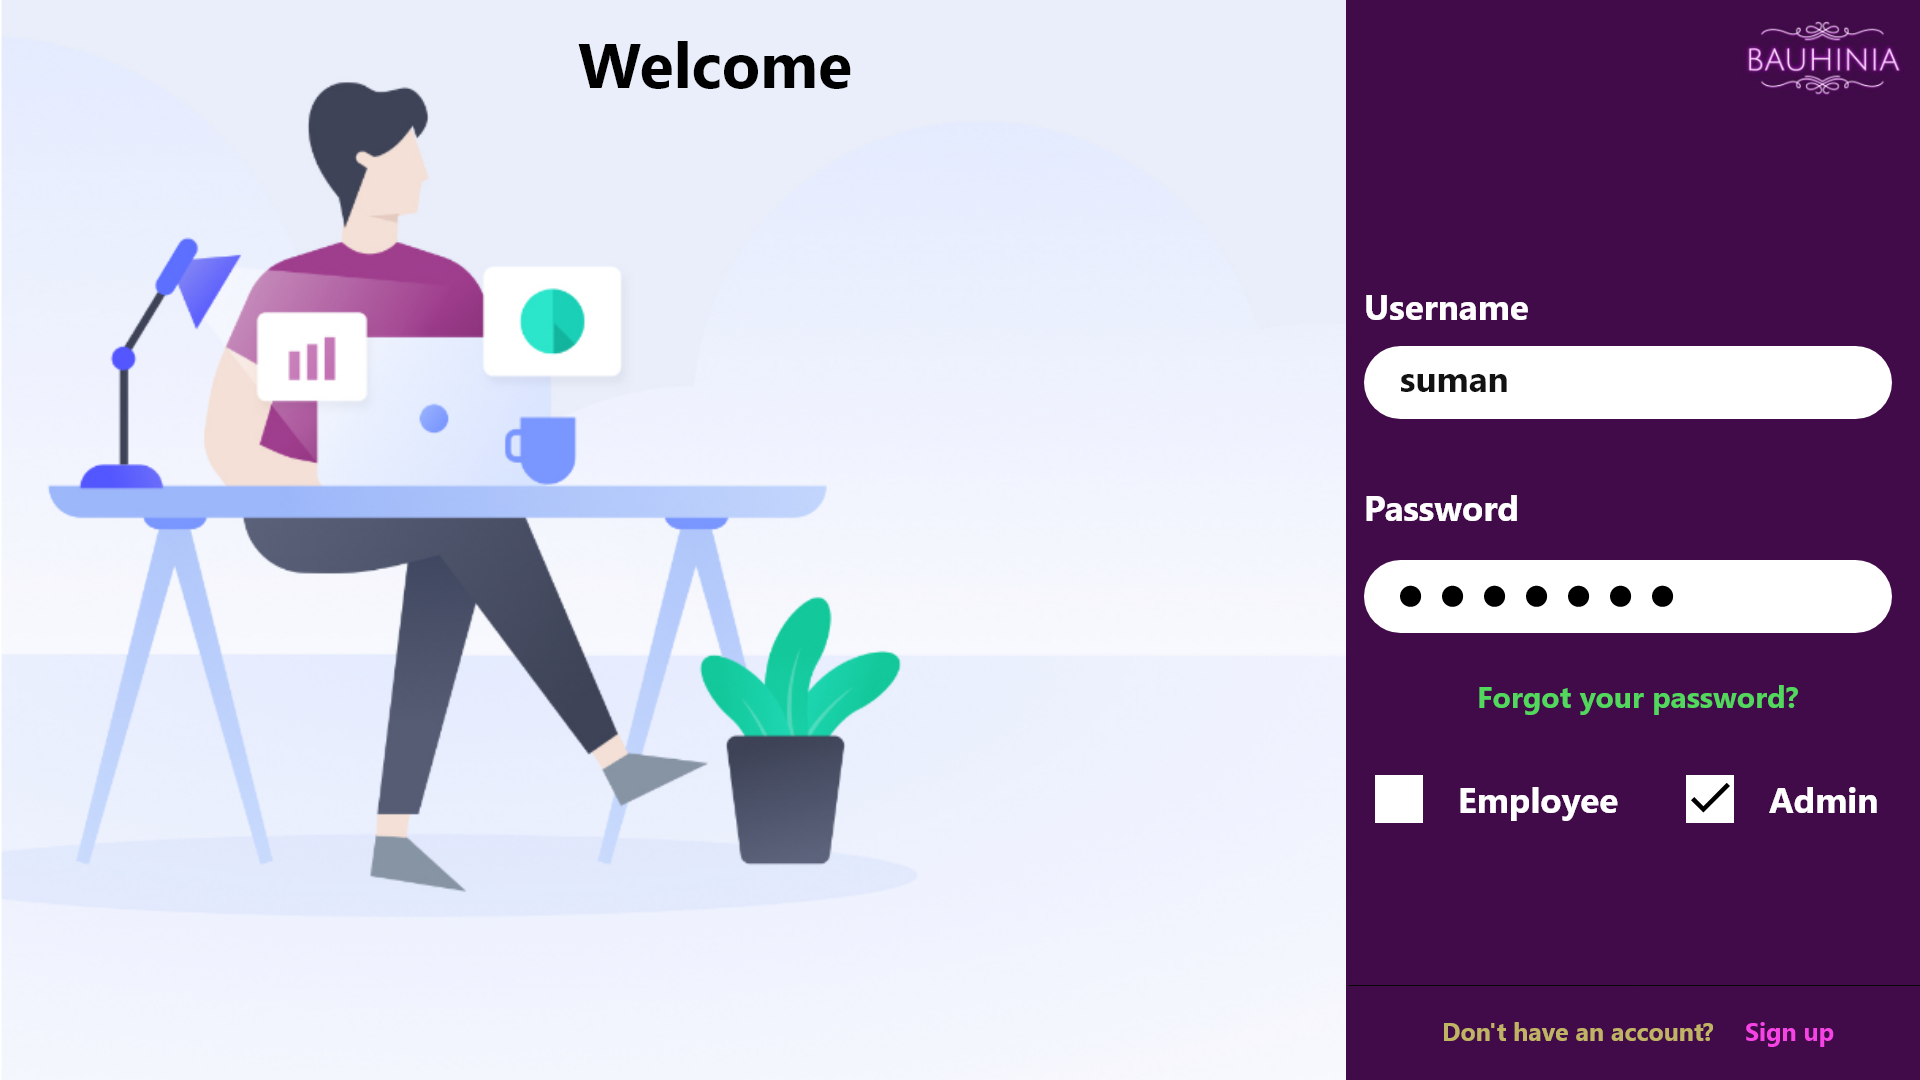 Welcome
BAUHINIA
Username
suman
Password
Forgot your password?
Employee
Admin
Don't have an account? Sign up